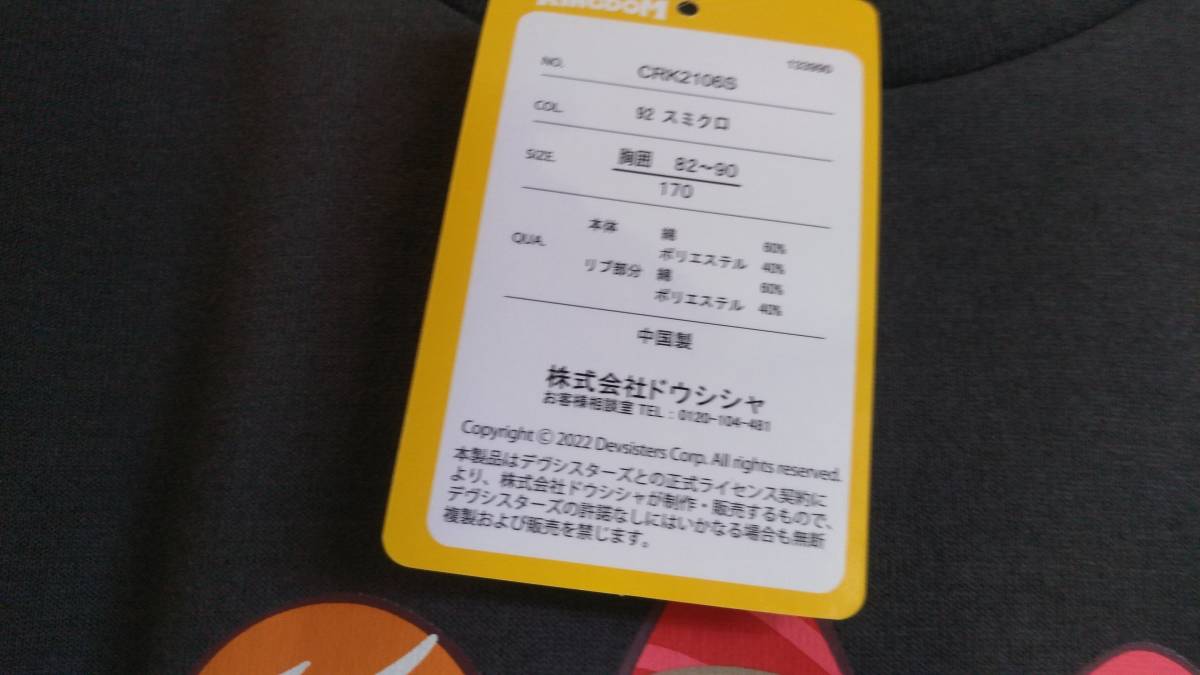 KINGDOM
NO. CRK2106S 133996
COL. 92 スミクロ
SIZE. 胸囲 82~90
170
QUA. 本体 綿 60%
ポリエステル 40%
リブ部分 綿 60%
ポリエステル 40%
中国製
株式会社ドウシシャ
お客様相談室 TEL : 0120-104-481
Copyright © 2022 Devsisters Corp. All rights reserved.
本製品はデヴシスターズとの正式ライセンス契約に
より、株式会社ドウシシャが制作・販売するもので、
デヴシスターズの許諾なしにはいかなる場合も無断
複製および販売を禁じます。